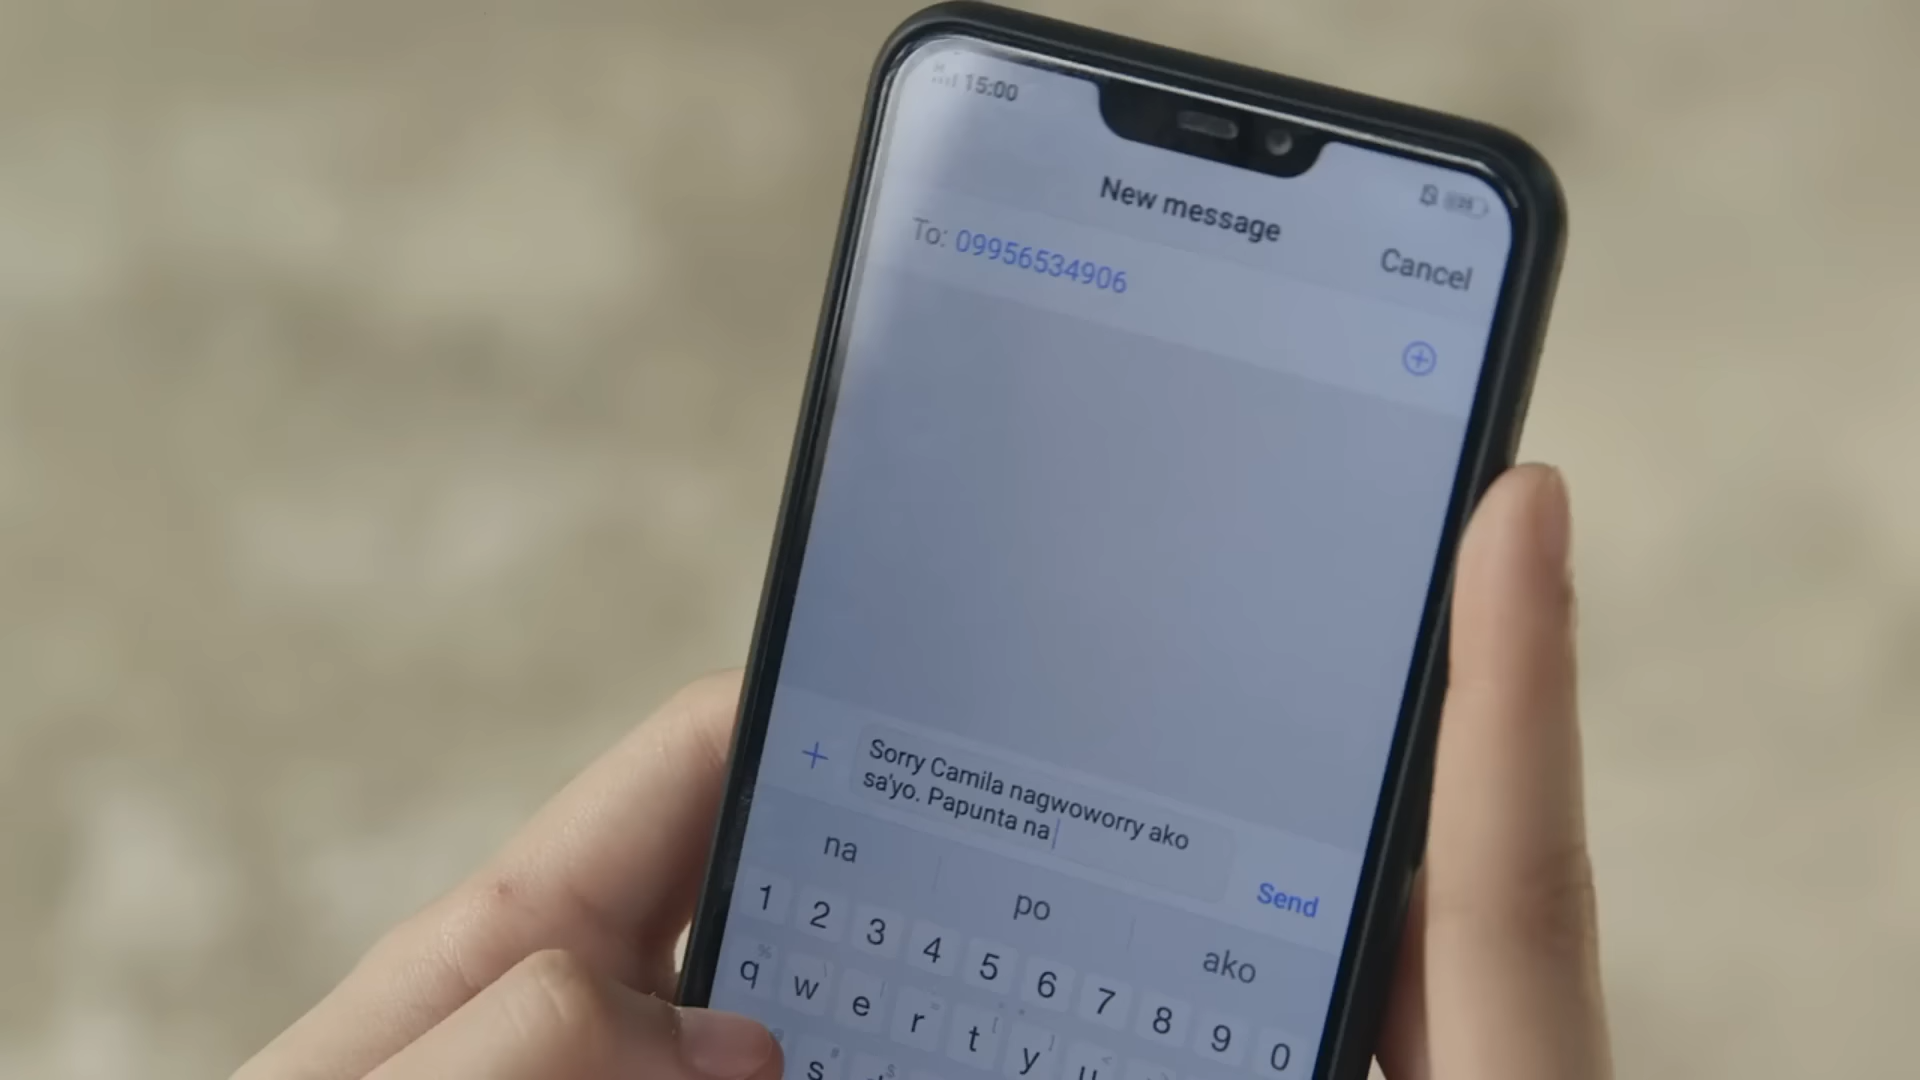 15:00
New message
Cancel
To: 09956534906
Sorry Camila nagwoworry ako
sa'yo. Papunta na
Send
na po ako
1 2 3 4 5 6 7 8 9 0
q w e r t y u
s